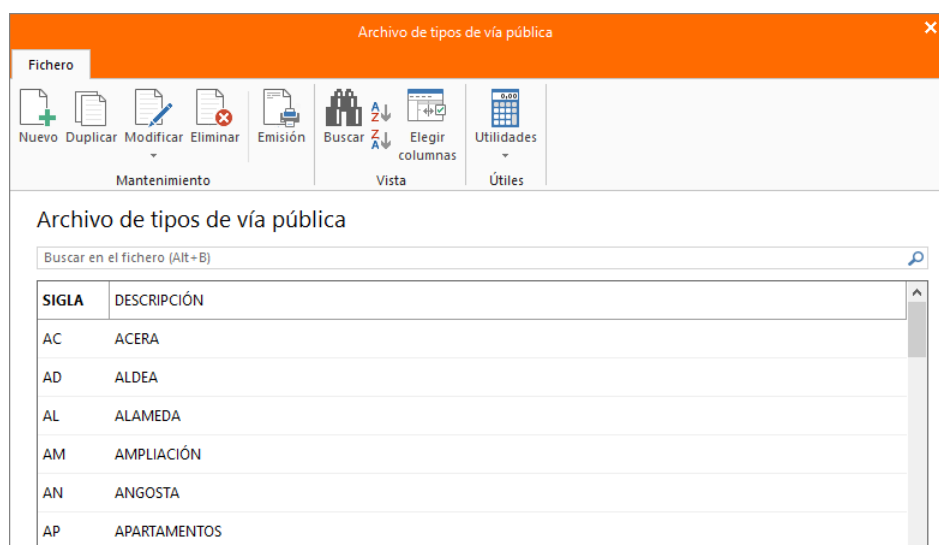 Archivo de tipos de vía pública
Fichero
Nuevo Duplicar Modificar Eliminar Emisión Buscar Elegir columnas Utilidades
Mantenimiento Vista Útiles
Archivo de tipos de vía pública
Buscar en el fichero (Alt+B)
SIGLA DESCRIPCIÓN
AC ACERA
AD ALDEA
AL ALAMEDA
AM AMPLIACIÓN
AN ANGOSTA
AP APARTAMENTOS